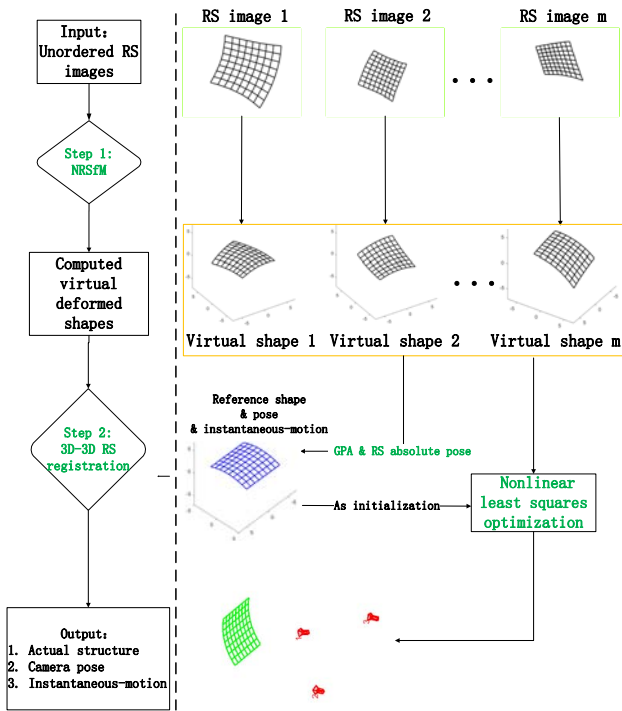 Input:
Unordered RS
images
Step 1:
NRSfM
Computed
virtual
deformed
shapes
Step 2:
3D-3D RS
registration
Output:
1. Actual structure
2. Camera pose
3. Instantaneous-motion
RS image 1
RS image 2
RS image m
Virtual shape 1
Virtual shape 2
Virtual shape m
Reference shape
& pose
& instantaneous-motion
GPA & RS absolute pose
As initialization
Nonlinear
least squares
optimization